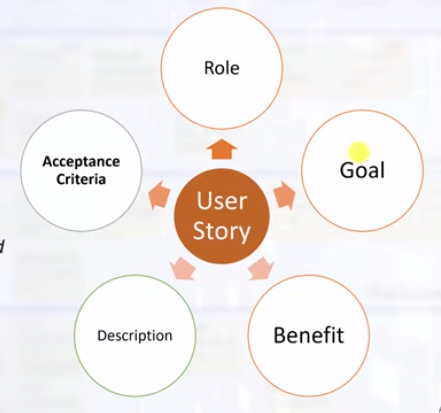 Role
Goal
Benefit
Description
Acceptance
Criteria
User
Story